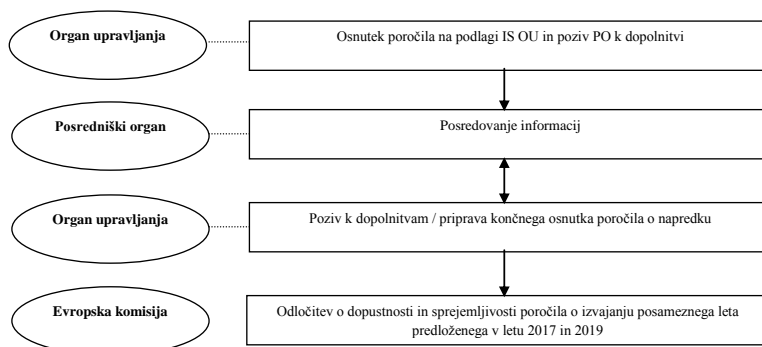 Organ upravljanja
Osnutek poročila na podlagi IS OU in poziv PO k dopolnitvi
Posredniški organ
Posredovanje informacij
Organ upravljanja
Poziv k dopolnitvam / priprava končnega osnutka poročila o napredku
Evropska komisija
Odločitev o dopustnosti in sprejemljivosti poročila o izvajanju posameznega leta
predloženega v letu 2017 in 2019